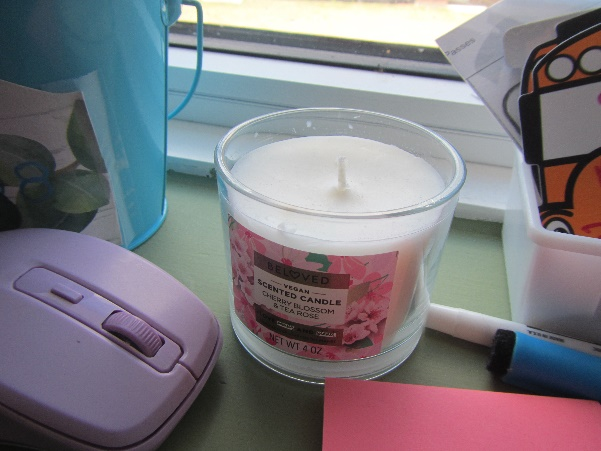 BELOVED
VEGAN
SCENTED CANDLE
CHERRY BLOSSOM
& TEA ROSE
NET WT 4 OZ